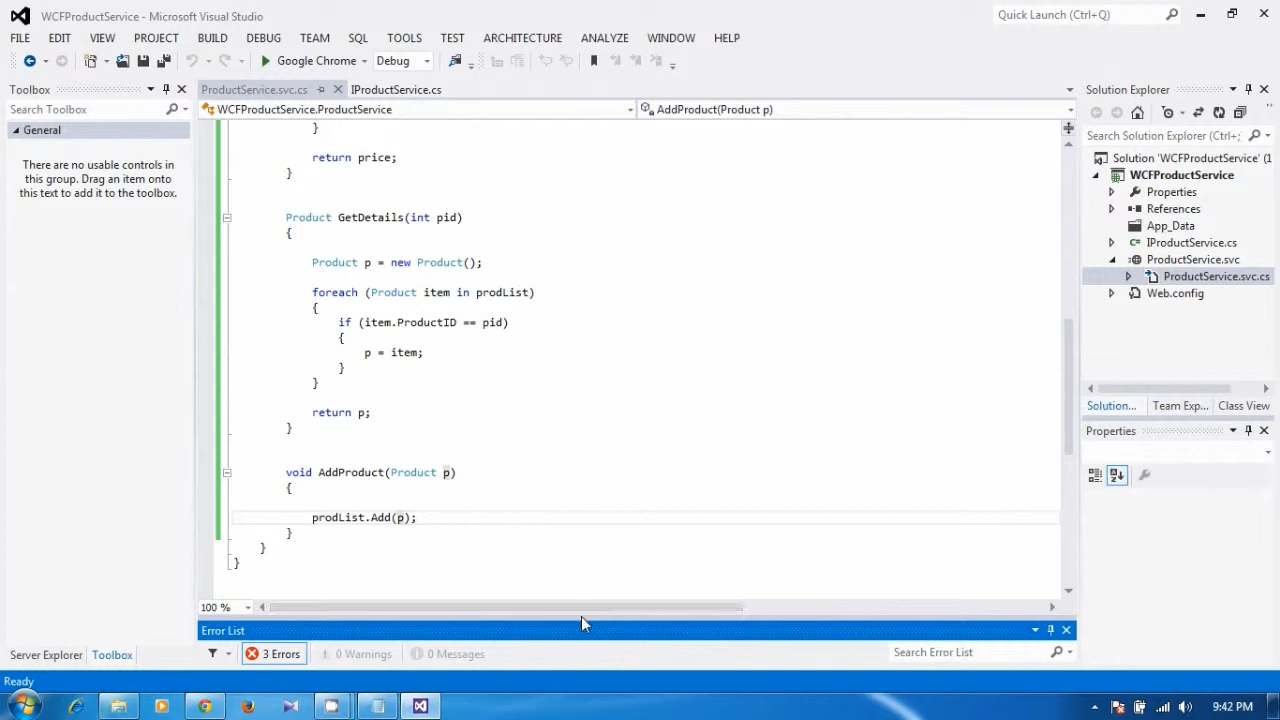 WCFProductService - Microsoft Visual Studio
Quick Launch (Ctrl+Q)
FILE EDIT VIEW PROJECT BUILD DEBUG TEAM SQL TOOLS TEST ARCHITECTURE ANALYZE WINDOW HELP
Google Chrome Debug
Toolbox
Search Toolbox
General
There are no usable controls in
this group. Drag an item onto
this text to add it to the toolbox.
ProductService.svc.cs IProductService.cs
WCFProductService.ProductService AddProduct(Product p)
}
return price;
}
Product GetDetails(int pid)
{
Product p = new Product();
foreach (Product item in prodList)
{
if (item.ProductID == pid)
{
p = item;
}
}
return p;
}
void AddProduct(Product p)
{
prodList.Add(p);
}
}
}
100 %
Error List
3 Errors 0 Warnings 0 Messages
Search Error List
Solution Explorer
Search Solution Explorer (Ctrl+;
Solution 'WCFProductService' (1
WCFProductService
Properties
References
App_Data
IProductService.cs
ProductService.svc
ProductService.svc.cs
Web.config
Solution... Team Exp... Class View
Properties
Server Explorer Toolbox
Ready
9:42 PM